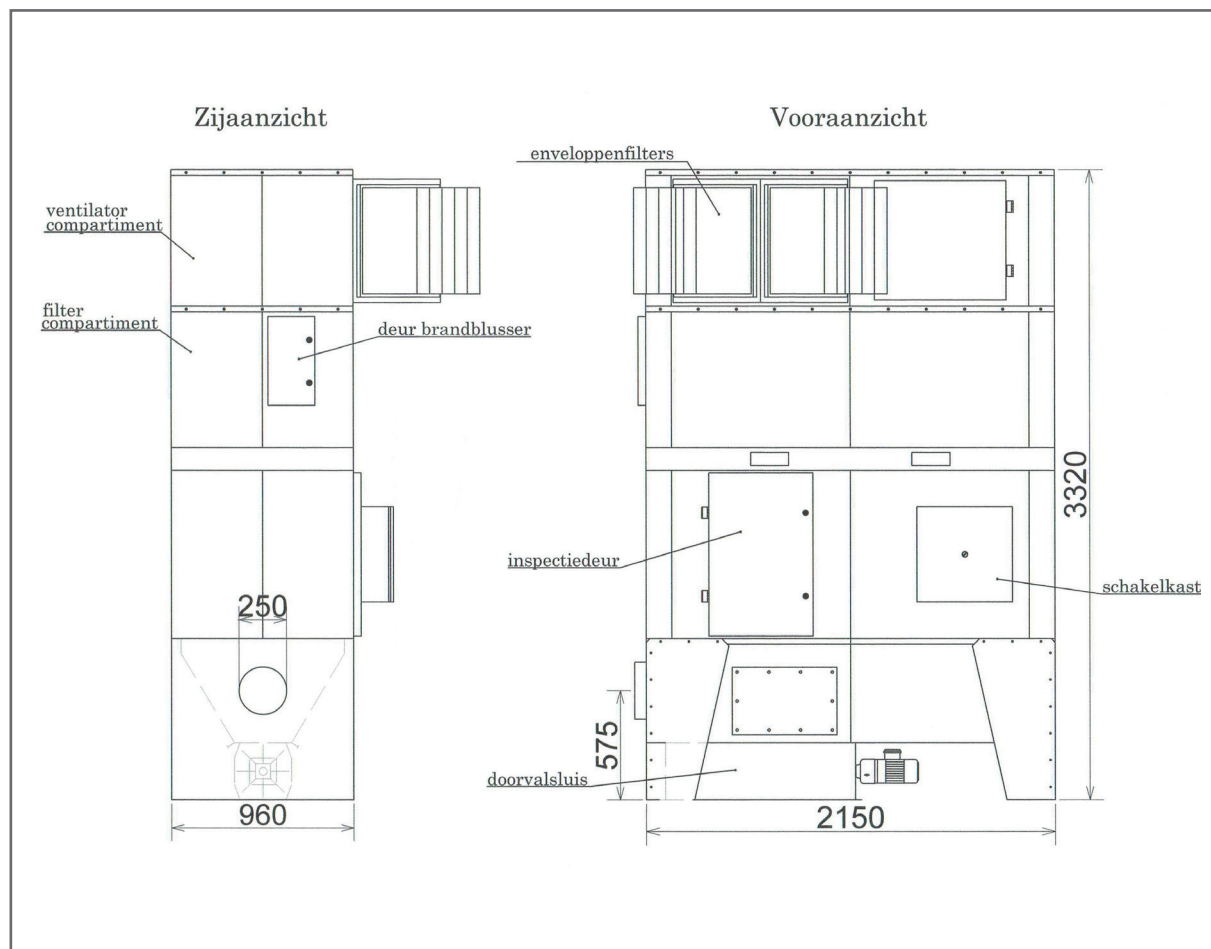 Zijaanzicht
Vooraanzicht
enveloppenfilters
ventilator
compartiment
filter
compartiment
deur brandblusser
3320
inspectiedeur
schakelkast
250
575
doorvalsluis
960
2150